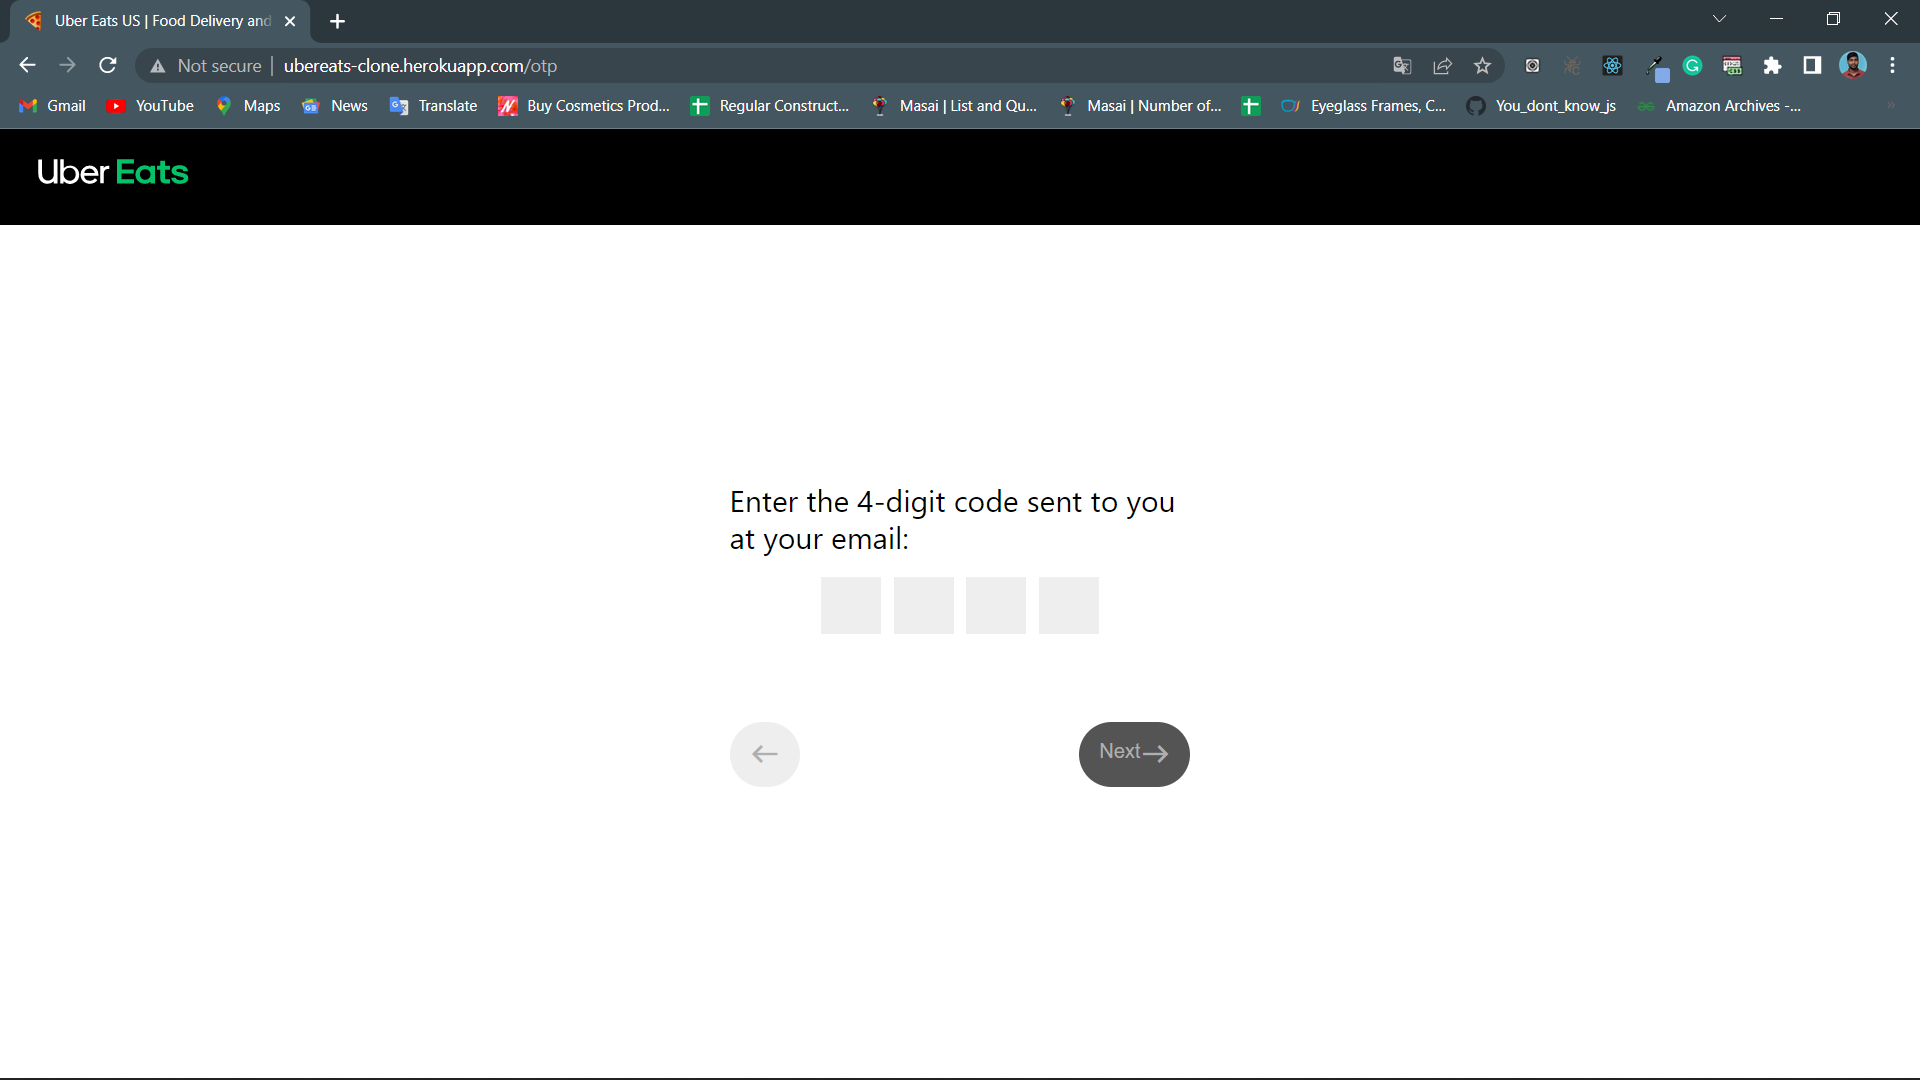 Uber Eats US | Food Delivery and
Not secure | ubereats-clone.herokuapp.com/otp
Gmail YouTube Maps News Translate Buy Cosmetics Prod... Regular Construct... Masai | List and Qu... Masai | Number of... Eyeglass Frames, C... You_dont_know_js Amazon Archives -...
Uber Eats
Enter the 4-digit code sent to you
at your email:
Next